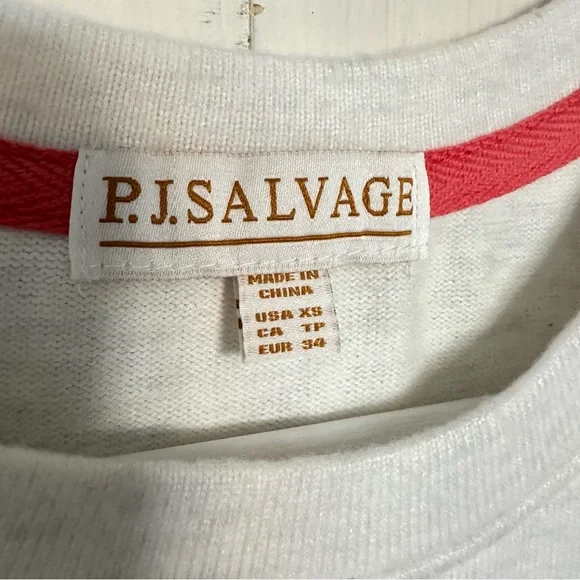 P.J.SALVAGE
MADE IN
CHINA
USA XS
CA TP
EUR 34